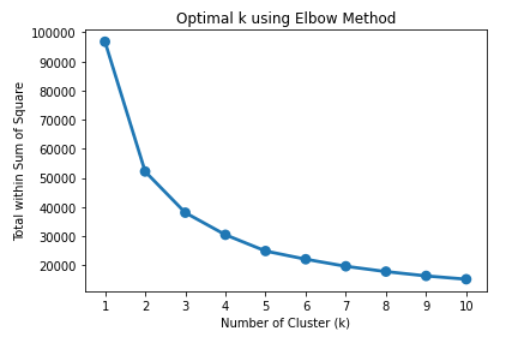 Optimal k using Elbow Method
100000
90000
80000
70000
60000
50000
40000
30000
20000
Total within Sum of Square
1 2 3 4 5 6 7 8 9 10
Number of Cluster (k)